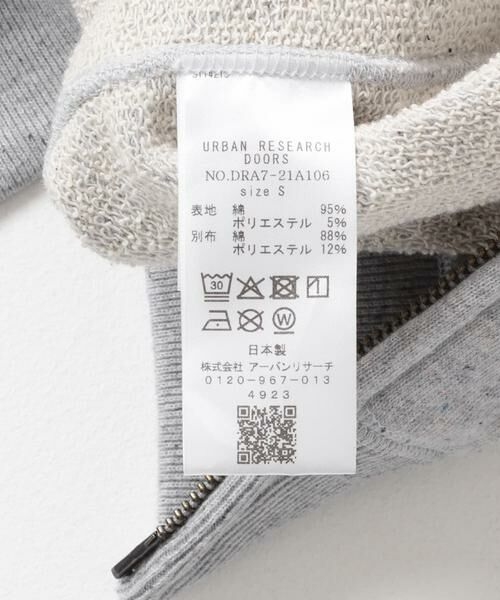 URBAN RESEARCH
DOORS
NO.DRA7-21A106
size S
表地 綿 95%
ポリエステル 5%
別布 綿 88%
ポリエステル 12%
30
W
日本製
株式会社 アーバンリサーチ
0120-967-013
4923